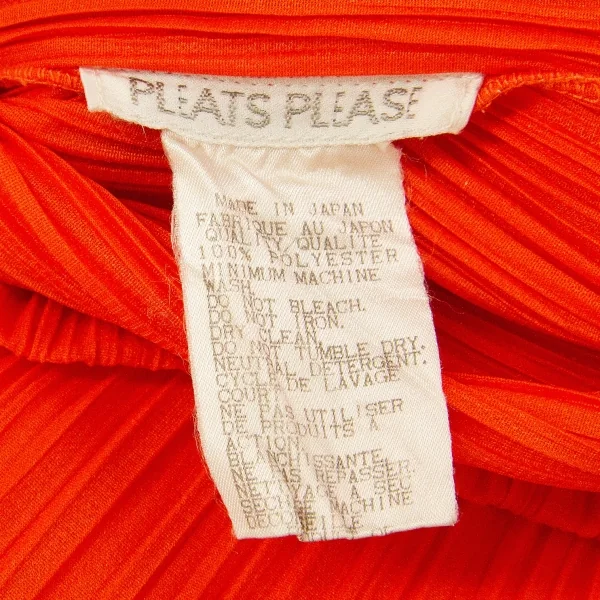 PLEATS PLEASE
MADE IN JAPAN
FABRIQUE AU JAPON
QUALITY/QUALITE
100% POLYESTER
MINIMUM MACHINE
WASH.
DO NOT BLEACH.
DO NOT IRON.
DRY CLEAN.
DO NOT TUMBLE DRY.
NEUTRAL DETERGENT.
CYCLE DE LAVAGE
COURT.
NE PAS UTILISER
DE PRODUITS A
ACTION
BLANCHISSANTE.
PAS REPASSER.
NETTOYAGE A SEC
MACHINE